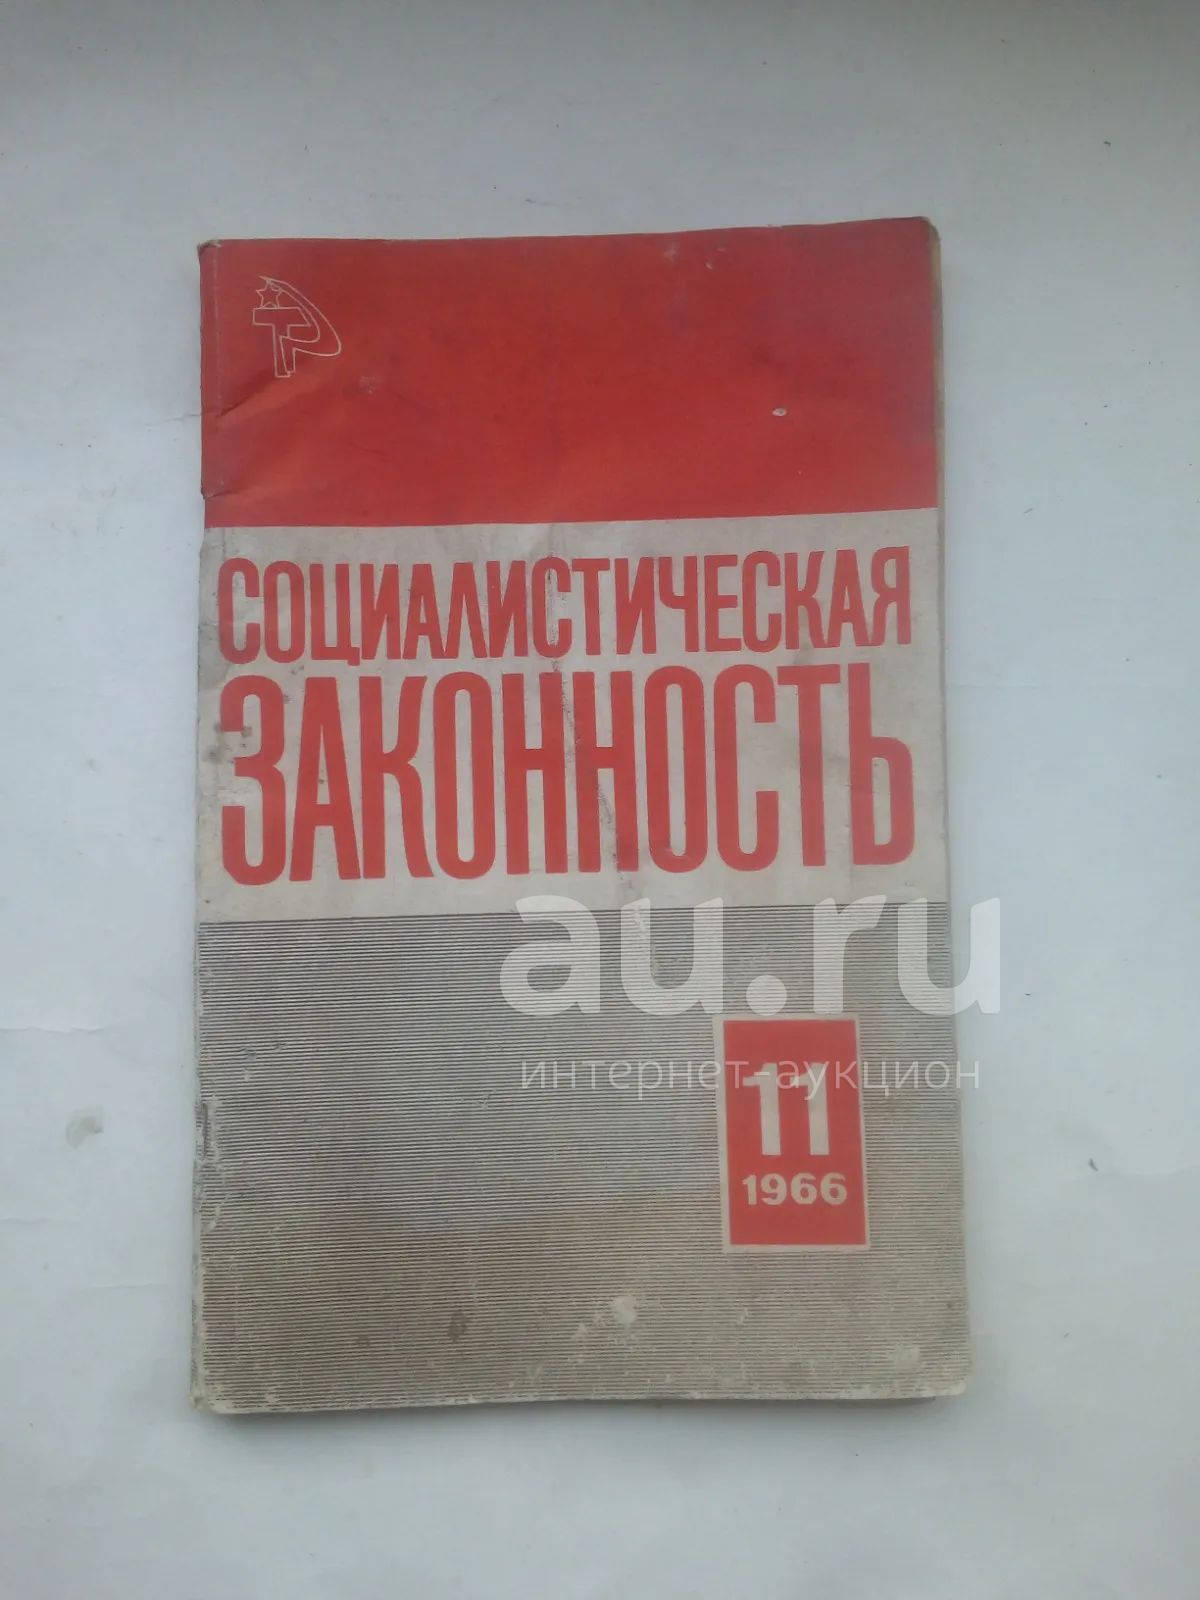 СОЦИАЛИСТИЧЕСКАЯ
ЗАКОННОСТЬ
au.ru
интернет-аукцион
11
1966